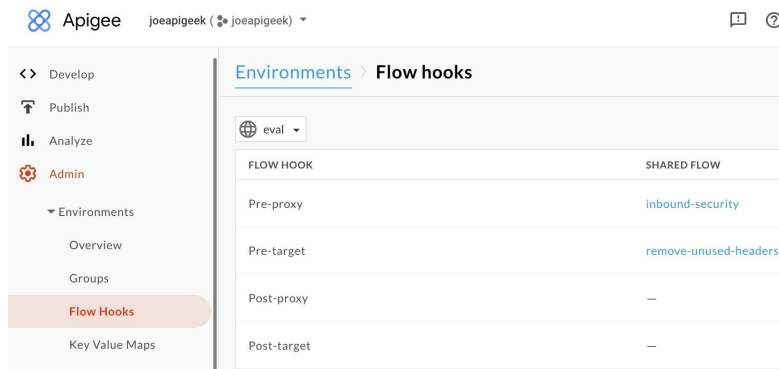 Apigee joeapigeek ( joeapigeek)
Develop
Publish
Analyze
Admin
Environments
Overview
Groups
Flow Hooks
Key Value Maps
Environments > Flow hooks
eval
FLOW HOOK SHARED FLOW
Pre-proxy inbound-security
Pre-target remove-unused-headers
Post-proxy —
Post-target —